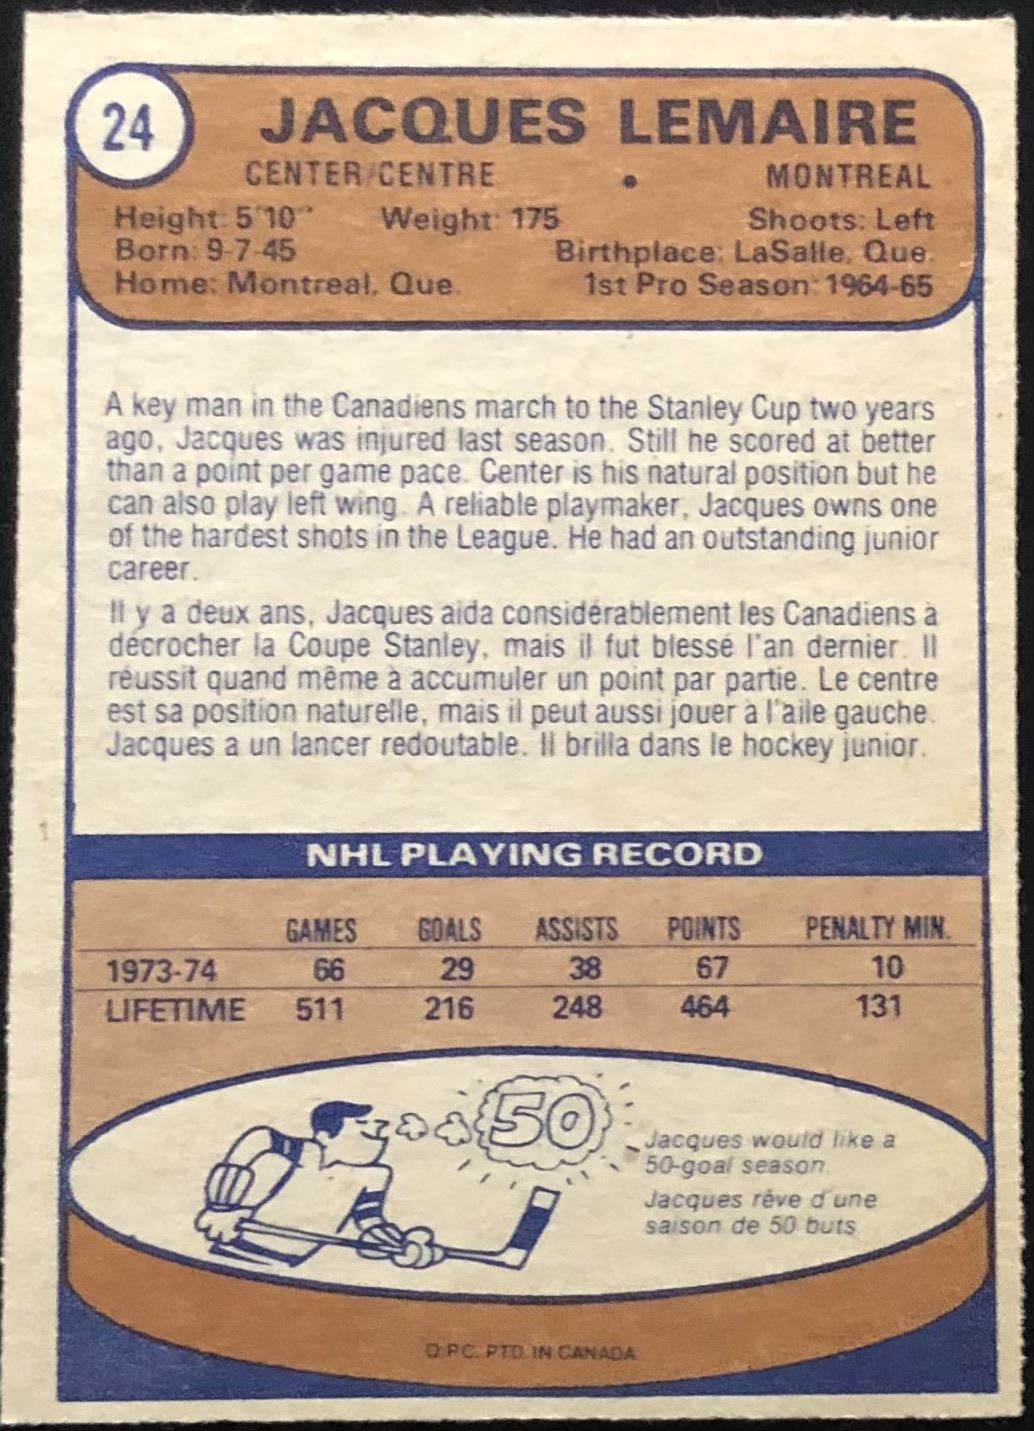 24
JACQUES LEMAIRE
CENTER/CENTRE • MONTREAL
Height: 5'10" Weight: 175 Shoots: Left
Born: 9-7-45 Birthplace: LaSalle, Que.
Home: Montreal, Que. 1st Pro Season: 1964-65
A key man in the Canadiens march to the Stanley Cup two years
ago, Jacques was injured last season. Still he scored at better
than a point per game pace. Center is his natural position but he
can also play left wing. A reliable playmaker, Jacques owns one
of the hardest shots in the League. He had an outstanding junior
career.
Il y a deux ans, Jacques aida considérablement les Canadiens à
décrocher la Coupe Stanley, mais il fut blessé l'an dernier. Il
réussit quand même à accumuler un point par partie. Le centre
est sa position naturelle, mais il peut aussi jouer à l'aile gauche.
Jacques a un lancer redoutable. Il brilla dans le hockey junior.
NHL PLAYING RECORD
GAMES GOALS ASSISTS POINTS PENALTY MIN.
1973-74 66 29 38 67 10
LIFETIME 511 216 248 464 131
50
Jacques would like a
50-goal season.
Jacques rêve d'une
saison de 50 buts.
O.P.C. PTD. IN CANADA